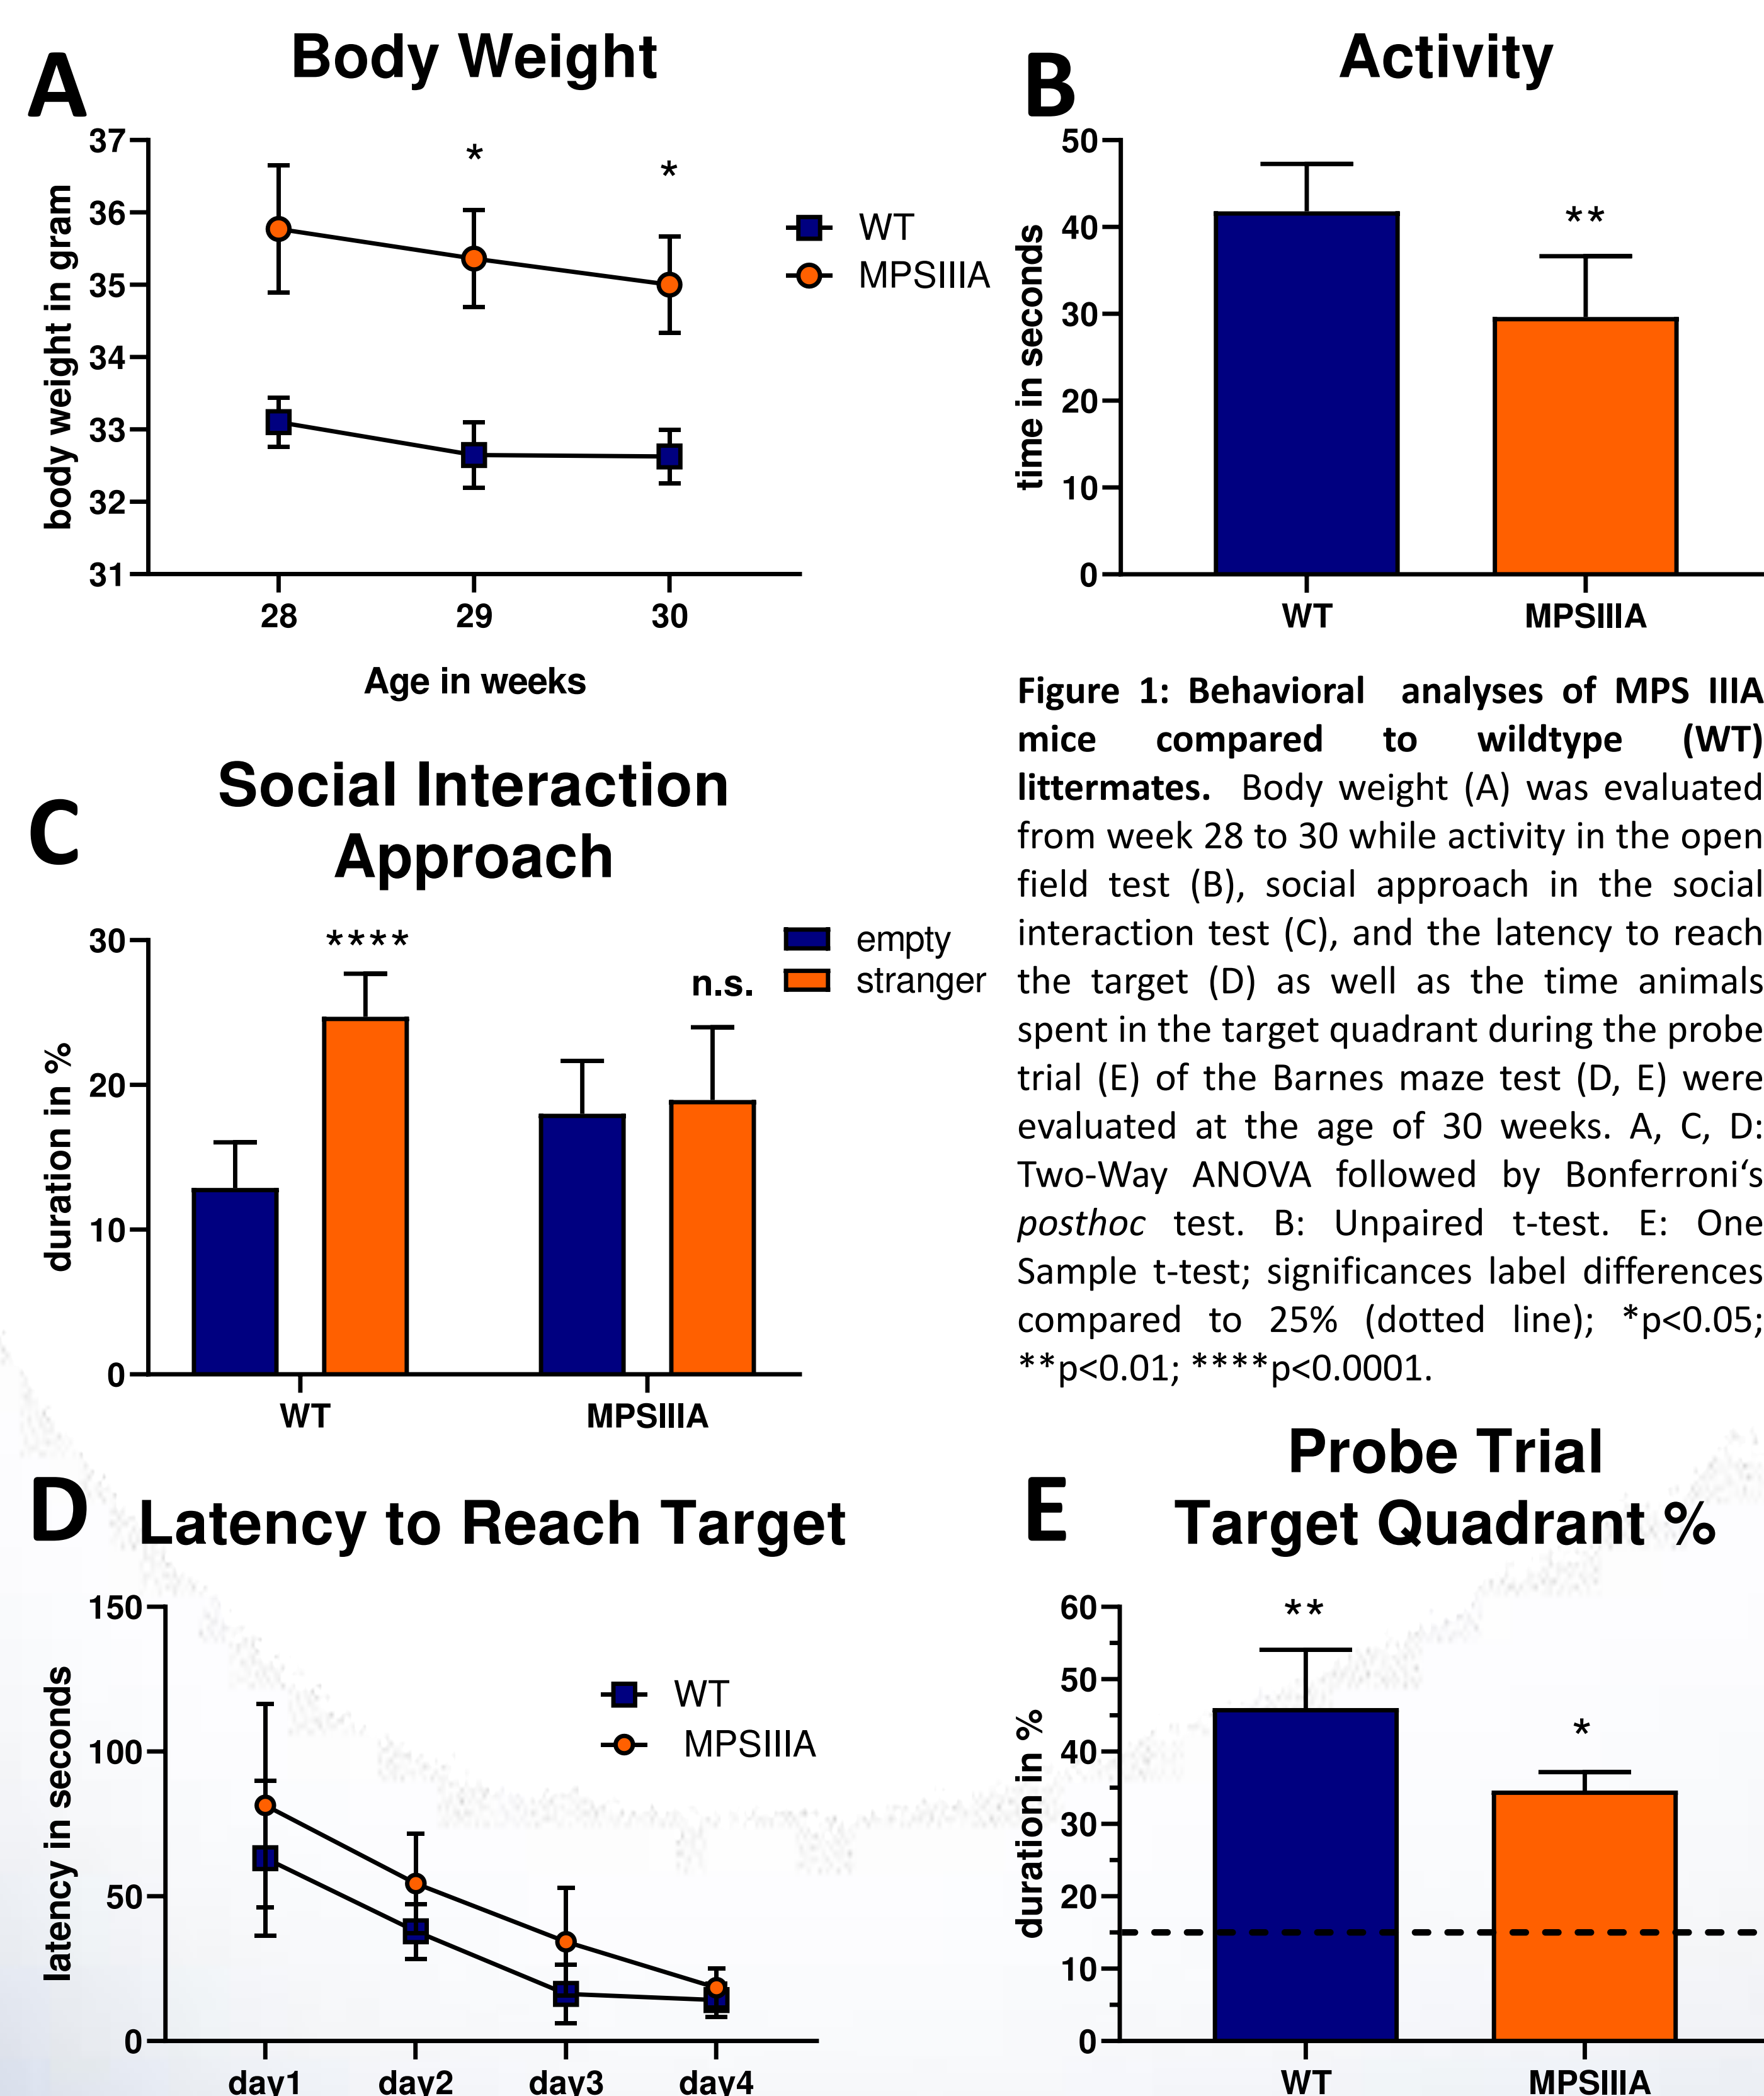 A
Body Weight
37
36
35
34
33
32
31
body weight in gram
*
*
28
29
30
Age in weeks
WT
MPSIIIA
B
Activity
50
40
30
20
10
0
time in seconds
**
WT
MPSIIIA
Figure 1: Behavioral analyses of MPS IIIA
mice compared to wildtype (WT)
littermates. Body weight (A) was evaluated
from week 28 to 30 while activity in the open
field test (B), social approach in the social
interaction test (C), and the latency to reach
the target (D) as well as the time animals
spent in the target quadrant during the probe
trial (E) of the Barnes maze test (D, E) were
evaluated at the age of 30 weeks. A, C, D:
Two-Way ANOVA followed by Bonferroni‘s
posthoc test. B: Unpaired t-test. E: One
Sample t-test; significances label differences
compared to 25% (dotted line); *p<0.05;
**p<0.01; ****p<0.0001.
C
Social Interaction
Approach
30
20
10
0
duration in %
****
n.s.
empty
stranger
WT
MPSIIIA
D
Latency to Reach Target
150
100
50
0
latency in seconds
WT
MPSIIIA
day1
day2
day3
day4
E
Probe Trial
Target Quadrant %
60
50
40
30
20
10
0
duration in %
**
*
WT
MPSIIIA